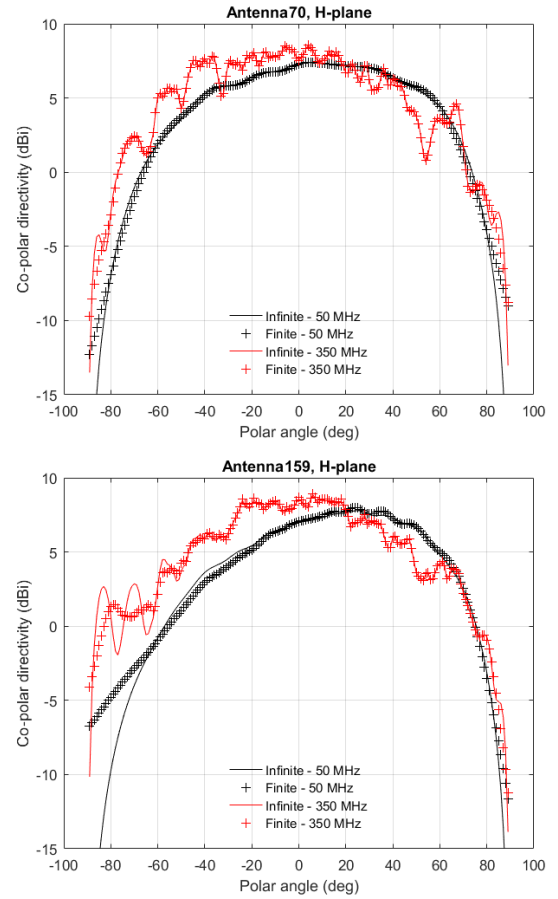 Antenna70, H-plane
10
5
0
-5
-10
-15
Co-polar directivity (dBi)
Infinite - 50 MHz
Finite - 50 MHz
Infinite - 350 MHz
Finite - 350 MHz
-100 -80 -60 -40 -20 0 20 40 60 80 100
Polar angle (deg)
Antenna159, H-plane
10
5
0
-5
-10
-15
Co-polar directivity (dBi)
Infinite - 50 MHz
Finite - 50 MHz
Infinite - 350 MHz
Finite - 350 MHz
-100 -80 -60 -40 -20 0 20 40 60 80 100
Polar angle (deg)